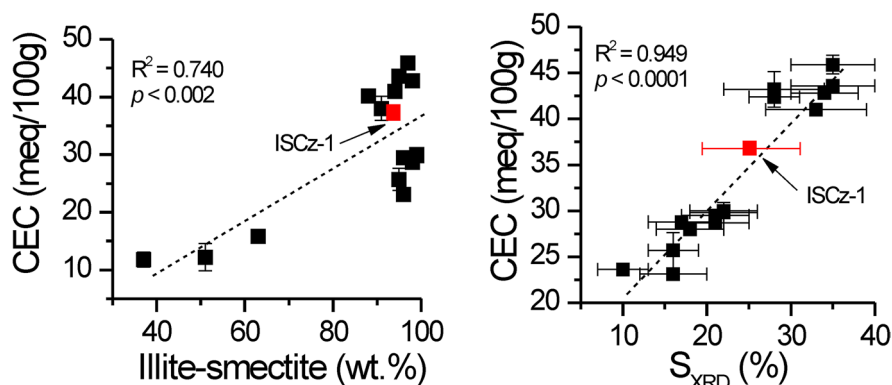 R² = 0.740
p < 0.002
ISCz-1
CEC (meq/100g)
50
40
30
20
10
40
60
80
100
Illite-smectite (wt.%)
R² = 0.949
p < 0.0001
ISCz-1
CEC (meq/100g)
50
45
40
35
30
25
20
10
20
30
40
S_XRD (%)